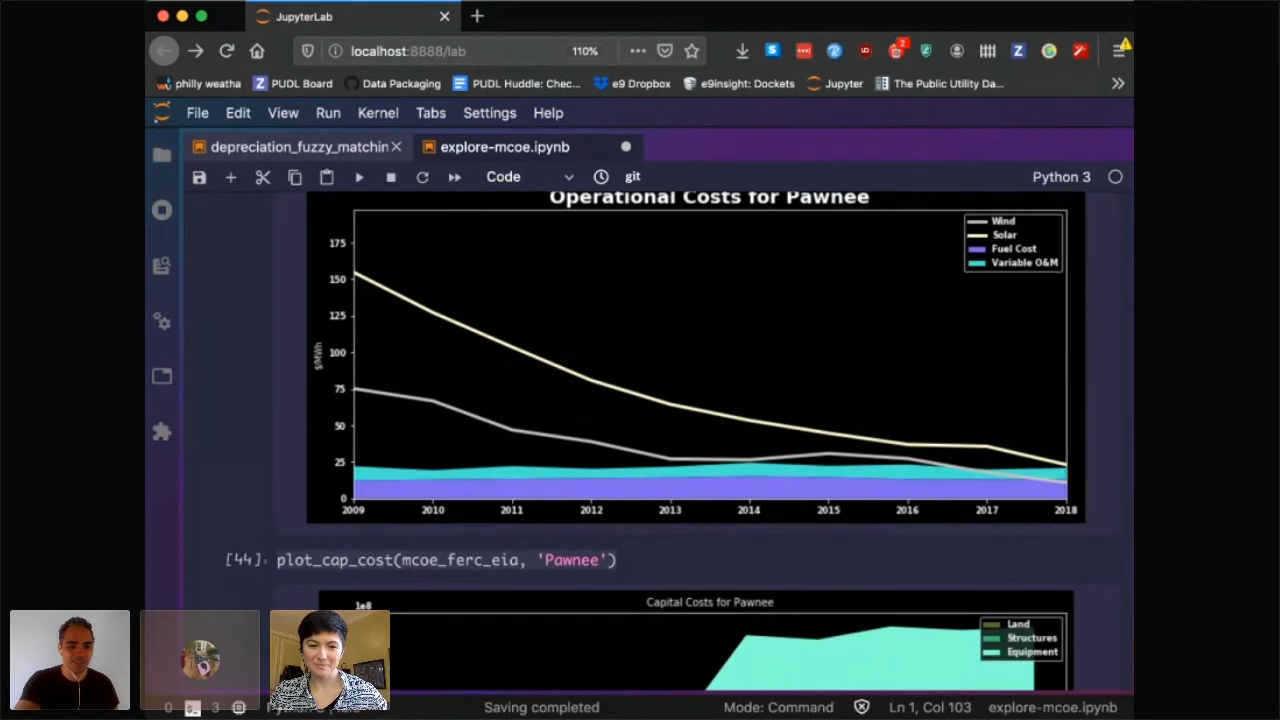 JupyterLab
localhost:8888/lab
110%
2
philly weatha
PUDL Board
Data Packaging
PUDL Huddle: Chec...
e9 Dropbox
e9insight: Dockets
Jupyter
The Public Utility Da...
File Edit View Run Kernel Tabs Settings Help
depreciation_fuzzy_matchin
explore-mcoe.ipynb
Code
git
Python 3
Operational Costs for Pawnee
Wind
Solar
Fuel Cost
Variable O&M
175
150
125
100
75
50
25
0
$/MWh
2009 2010 2011 2012 2013 2014 2015 2016 2017 2018
[44]: plot_cap_cost(mcoe_ferc_eia, 'Pawnee')
1e8
Capital Costs for Pawnee
Land
Structures
Equipment
0
3
Saving completed
Mode: Command
Ln 1, Col 103
explore-mcoe.ipynb